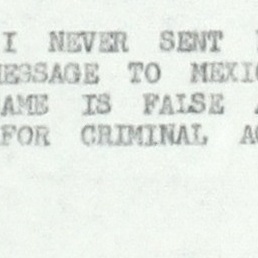 I NEVER SENT
MESSAGE TO MEXIC
AME IS FALSE
FOR CRIMINAL AC